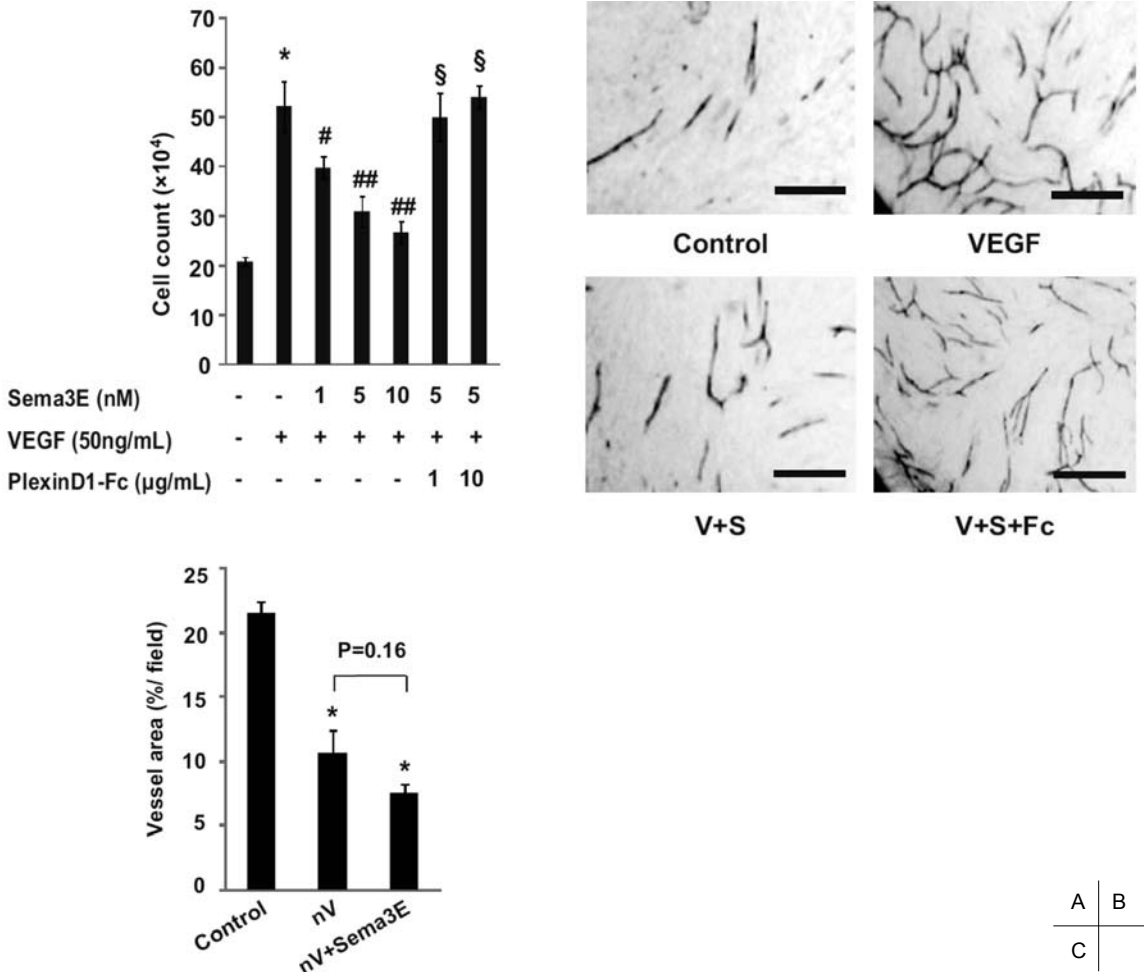 70
60
50
40
30
20
10
0
Cell count (×10⁴)
*
#
##
##
§
§
Sema3E (nM) - - 1 5 10 5 5
VEGF (50ng/mL) - + + + + + +
PlexinD1-Fc (µg/mL) - - - - - 1 10
Control
VEGF
V+S
V+S+Fc
25
20
15
10
5
0
Vessel area (%/ field)
P=0.16
*
*
Control
nV
nV+Sema3E
A B
C